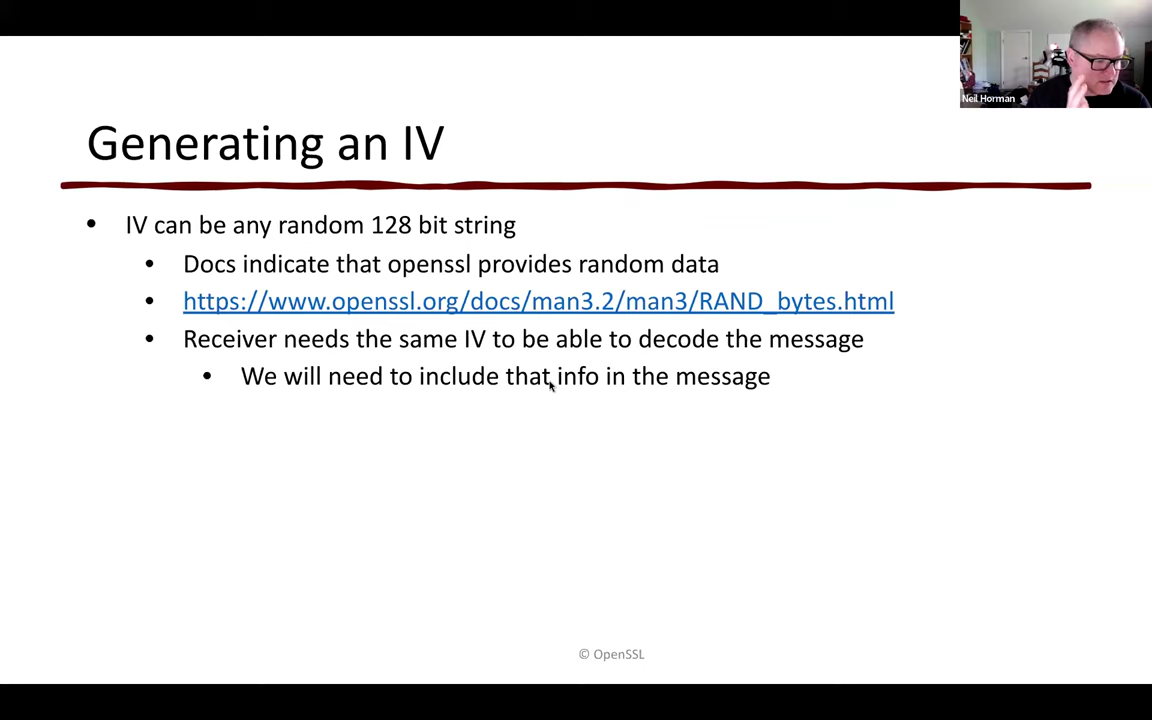 Neil Horman
Generating an IV
• IV can be any random 128 bit string
• Docs indicate that openssl provides random data
• https://www.openssl.org/docs/man3.2/man3/RAND_bytes.html
• Receiver needs the same IV to be able to decode the message
• We will need to include that info in the message
© OpenSSL